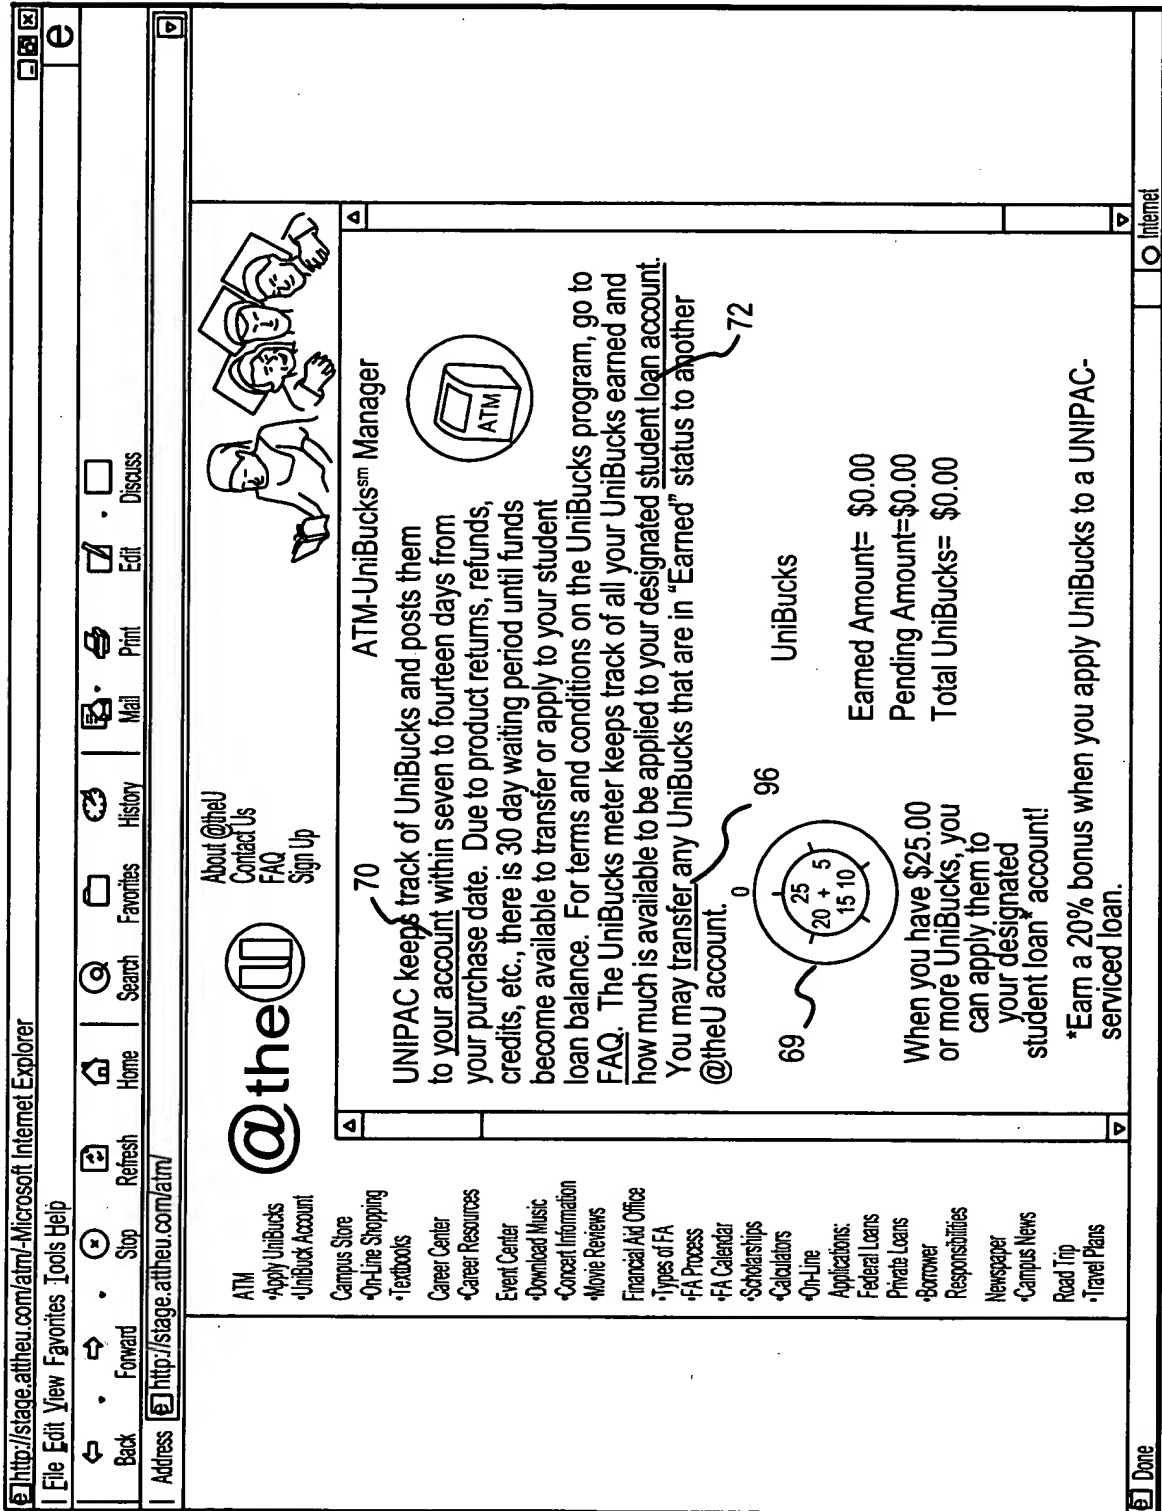 http://stage.attheu.com/atm/-Microsoft Internet Explorer
File Edit View Favorites Tools Help
Back Forward Stop Refresh Home Search Favorites History Mail Print Edit Discuss
Address http://stage.attheu.com/atm/
@theU
About @theU
Contact Us
FAQ
Sign Up
ATM
•Apply UniBucks
•UniBuck Account
Campus Store
•On-Line Shopping
•Textbooks
Career Center
•Career Resources
Event Center
•Download Music
•Concert Information
•Movie Reviews
Financial Aid Office
•Types of FA
•FA Process
•FA Calendar
•Scholarships
•Calculators
•On-Line
Applications:
Federal Loans
Private Loans
•Borrower
Responsibilities
Newspaper
•Campus News
Road Trip
•Travel Plans
ATM-UniBucks℠ Manager
ATM
70
UNIPAC keeps track of UniBucks and posts them
to your account within seven to fourteen days from
your purchase date. Due to product returns, refunds,
credits, etc., there is 30 day waiting period until funds
become available to transfer or apply to your student
loan balance. For terms and conditions on the UniBucks program, go to
FAQ. The UniBucks meter keeps track of all your UniBucks earned and
how much is available to be applied to your designated student loan account.
You may transfer any UniBucks that are in “Earned” status to another
@theU account.
72
96
69
0
25
20 + 5
15 10
UniBucks
Earned Amount= $0.00
Pending Amount=$0.00
Total UniBucks= $0.00
When you have $25.00
or more UniBucks, you
can apply them to
your designated
student loan* account!
*Earn a 20% bonus when you apply UniBucks to a UNIPAC-
serviced loan.
Done
Internet